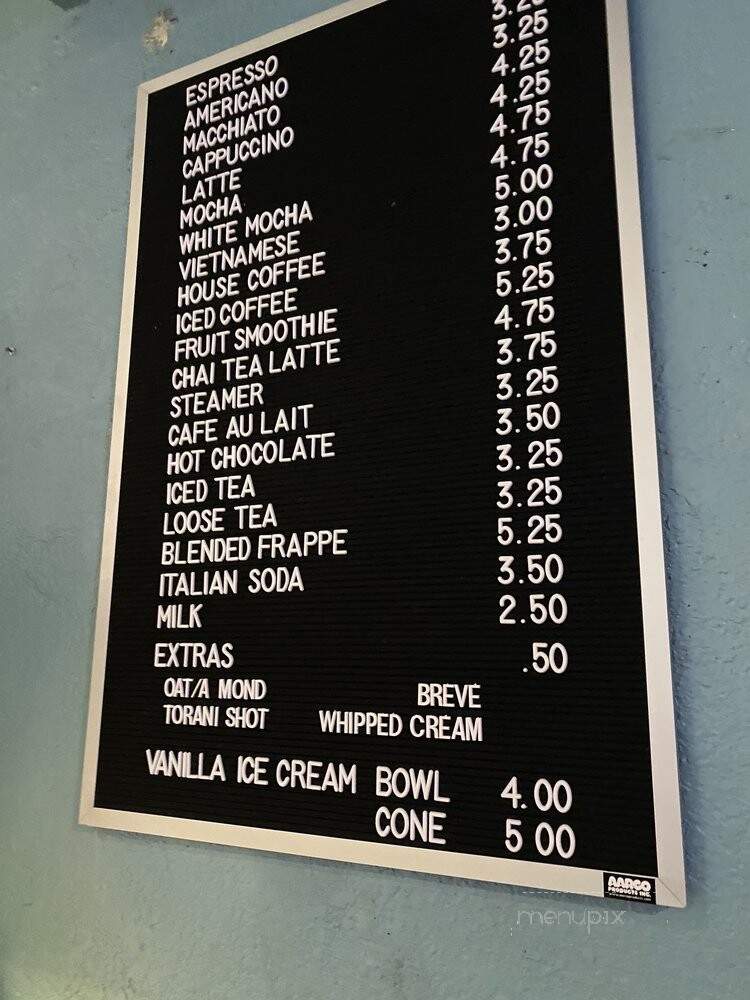 ESPRESSO
AMERICANO 3.25
MACCHIATO 3.25
CAPPUCCINO 4.25
LATTE 4.25
MOCHA 4.75
WHITE MOCHA 4.75
VIETNAMESE 5.00
HOUSE COFFEE 3.00
ICED COFFEE 3.75
FRUIT SMOOTHIE 5.25
CHAI TEA LATTE 4.75
STEAMER 3.75
CAFE AU LAIT 3.25
HOT CHOCOLATE 3.50
ICED TEA 3.25
LOOSE TEA 3.25
BLENDED FRAPPE 5.25
ITALIAN SODA 3.50
MILK 2.50
EXTRAS .50
OAT/A MOND BREVE
TORANI SHOT WHIPPED CREAM
VANILLA ICE CREAM BOWL 4.00
CONE 5 00
AARCO
PRODUCTS INC.
menupix